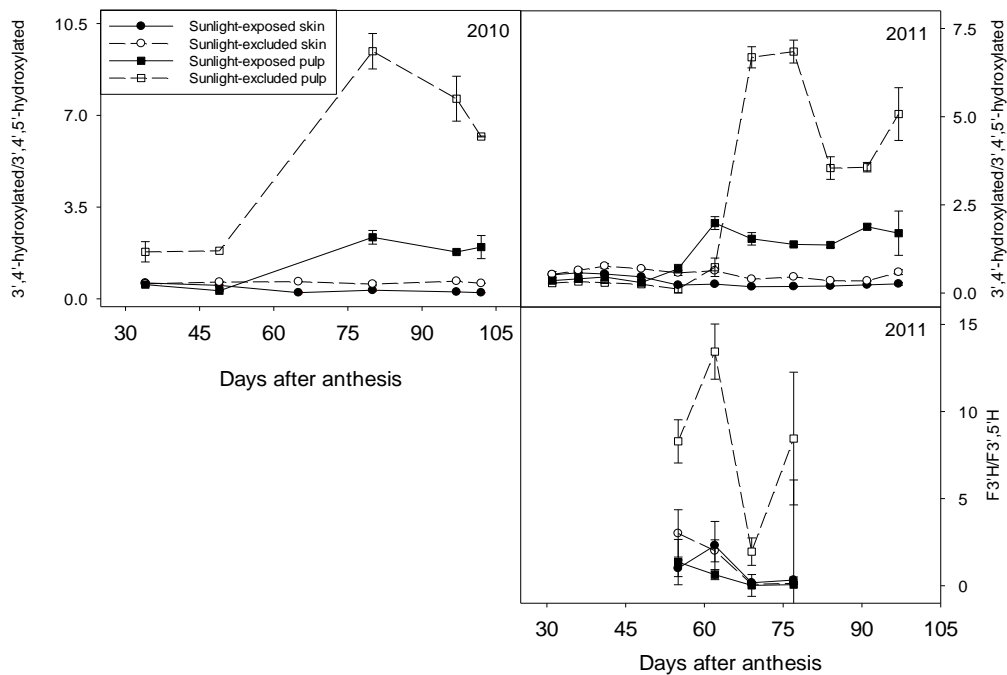 3',4'-hydroxylated/3',4',5'-hydroxylated
10.5
7.0
3.5
0.0
Sunlight-exposed skin
Sunlight-excluded skin
Sunlight-exposed pulp
Sunlight-excluded pulp
2010
30 45 60 75 90 105
Days after anthesis
2011
7.5
5.0
2.5
0.0
3',4'-hydroxylated/3',4',5'-hydroxylated
2011
15
10
5
0
F3'H/F3',5'H
30 45 60 75 90 105
Days after anthesis